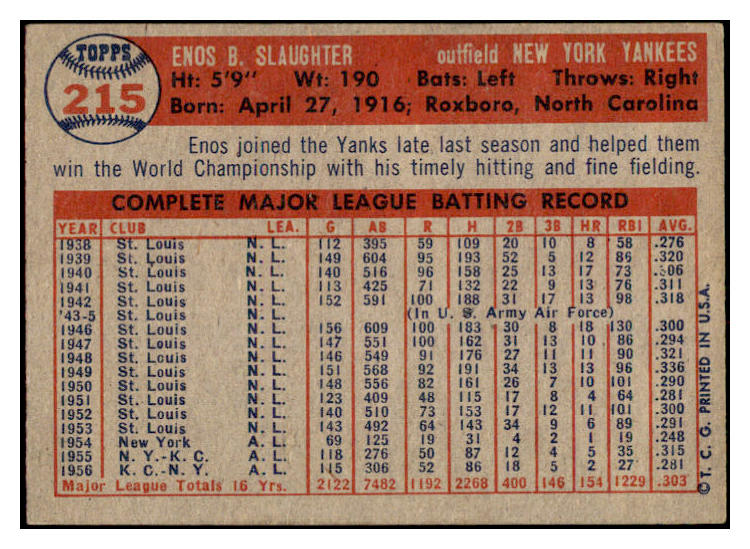 TOPPS
215
ENOS B. SLAUGHTER outfield NEW YORK YANKEES
Ht: 5'9" Wt: 190 Bats: Left Throws: Right
Born: April 27, 1916; Roxboro, North Carolina
Enos joined the Yanks late last season and helped them
win the World Championship with his timely hitting and fine fielding.
COMPLETE MAJOR LEAGUE BATTING RECORD
YEAR CLUB LEA. G AB R H 2B 3B HR RBI AVG.
1938 St. Louis N. L. 112 395 59 109 20 10 8 58 .276
1939 St. Louis N. L. 149 604 95 193 52 5 12 86 .320
1940 St. Louis N. L. 140 516 96 158 25 13 17 73 .306
1941 St. Louis N. L. 113 425 71 132 22 9 13 76 .311
1942 St. Louis N. L. 152 591 100 188 31 17 13 98 .318
'43-5 St. Louis N. L. (In U. S. Army Air Force)
1946 St. Louis N. L. 156 609 100 183 30 8 18 130 .300
1947 St. Louis N. L. 147 551 100 162 31 13 10 86 .294
1948 St. Louis N. L. 146 549 91 176 27 11 11 90 .321
1949 St. Louis N. L. 151 568 92 191 34 13 13 96 .336
1950 St. Louis N. L. 148 556 82 161 26 7 10 101 .290
1951 St. Louis N. L. 123 409 48 115 17 8 4 64 .281
1952 St. Louis N. L. 140 510 73 153 17 12 11 101 .300
1953 St. Louis N. L. 143 492 64 143 34 9 6 89 .291
1954 New York A. L. 69 125 19 31 4 2 1 19 .248
1955 N. Y.-K. C. A. L. 118 276 50 87 12 4 5 35 .315
1956 K. C.-N. Y. A. L. 115 306 52 86 18 5 2 27 .281
Major League Totals 16 Yrs. 2122 7482 1192 2268 400 146 154 1229 .303
© T. C. G. PRINTED IN U.S.A.